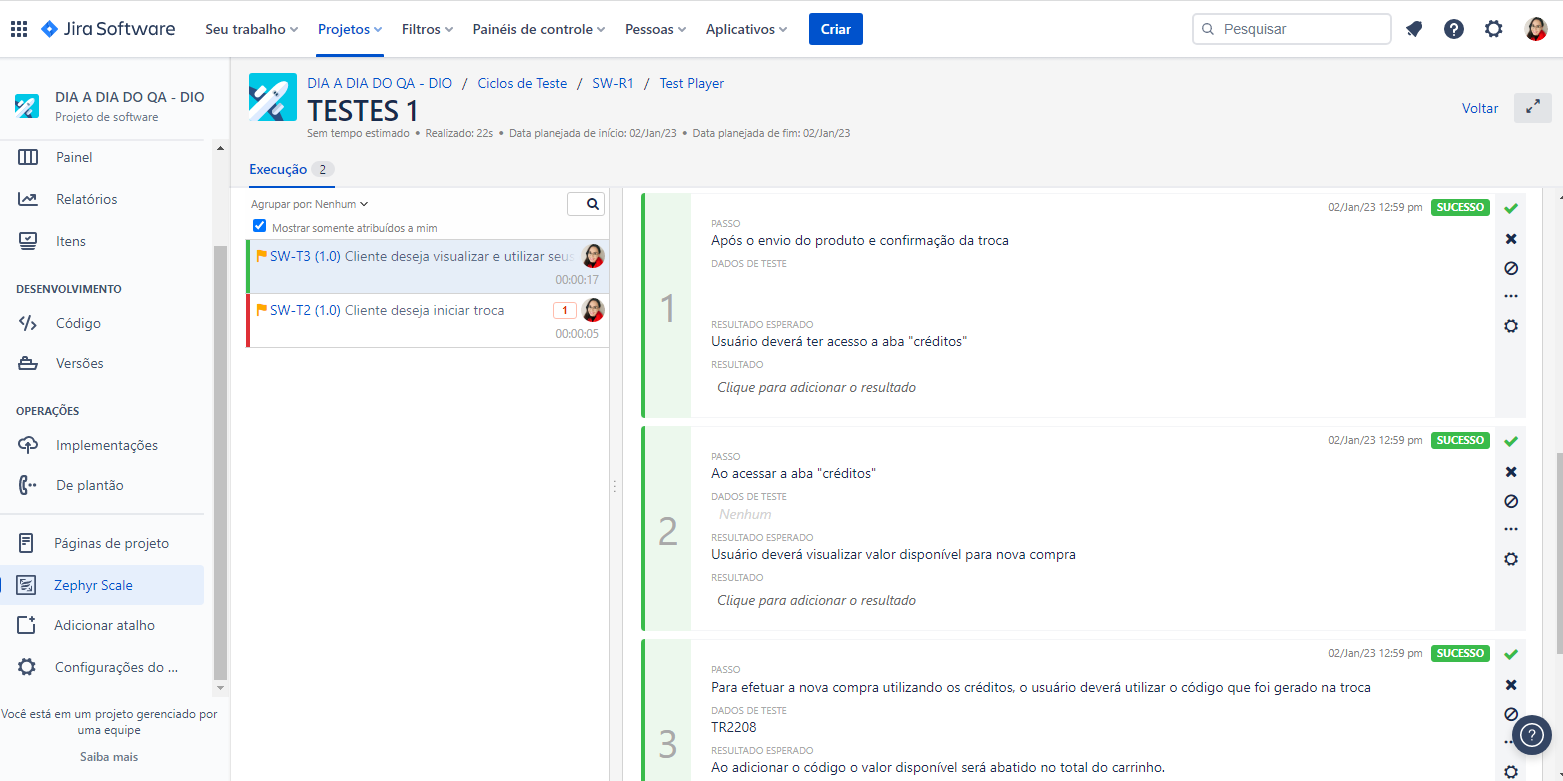 Jira Software
Seu trabalho
Projetos
Filtros
Painéis de controle
Pessoas
Aplicativos
Criar
Pesquisar
DIA A DIA DO QA - DIO
Projeto de software
Painel
Relatórios
Itens
DESENVOLVIMENTO
Código
Versões
OPERAÇÕES
Implementações
De plantão
Páginas de projeto
Zephyr Scale
Adicionar atalho
Configurações do ...
Você está em um projeto gerenciado por
uma equipe
Saiba mais
DIA A DIA DO QA - DIO / Ciclos de Teste / SW-R1 / Test Player
TESTES 1
Sem tempo estimado • Realizado: 22s • Data planejada de início: 02/Jan/23 • Data planejada de fim: 02/Jan/23
Voltar
Execução 2
Agrupar por: Nenhum
Mostrar somente atribuídos a mim
SW-T3 (1.0) Cliente deseja visualizar e utilizar seus
00:00:17
SW-T2 (1.0) Cliente deseja iniciar troca 1
00:00:05
1
02/Jan/23 12:59 pm SUCESSO
PASSO
Após o envio do produto e confirmação da troca
DADOS DE TESTE
RESULTADO ESPERADO
Usuário deverá ter acesso a aba "créditos"
RESULTADO
Clique para adicionar o resultado
2
02/Jan/23 12:59 pm SUCESSO
PASSO
Ao acessar a aba "créditos"
DADOS DE TESTE
Nenhum
RESULTADO ESPERADO
Usuário deverá visualizar valor disponível para nova compra
RESULTADO
Clique para adicionar o resultado
3
02/Jan/23 12:59 pm SUCESSO
PASSO
Para efetuar a nova compra utilizando os créditos, o usuário deverá utilizar o código que foi gerado na troca
DADOS DE TESTE
TR2208
RESULTADO ESPERADO
Ao adicionar o código o valor disponível será abatido no total do carrinho.